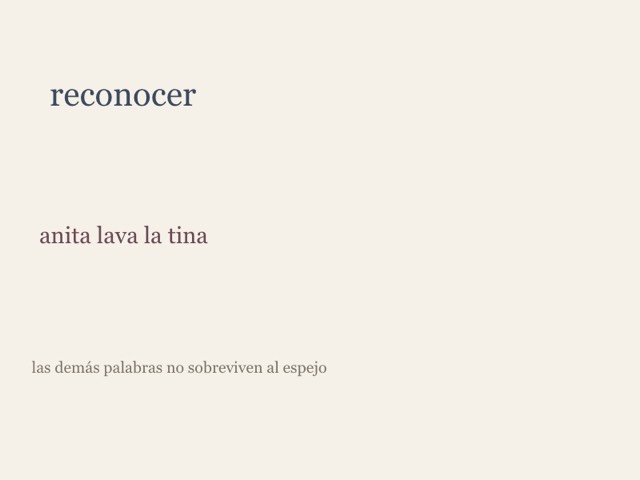 reconocer
anita lava la tina
las demás palabras no sobreviven al espejo